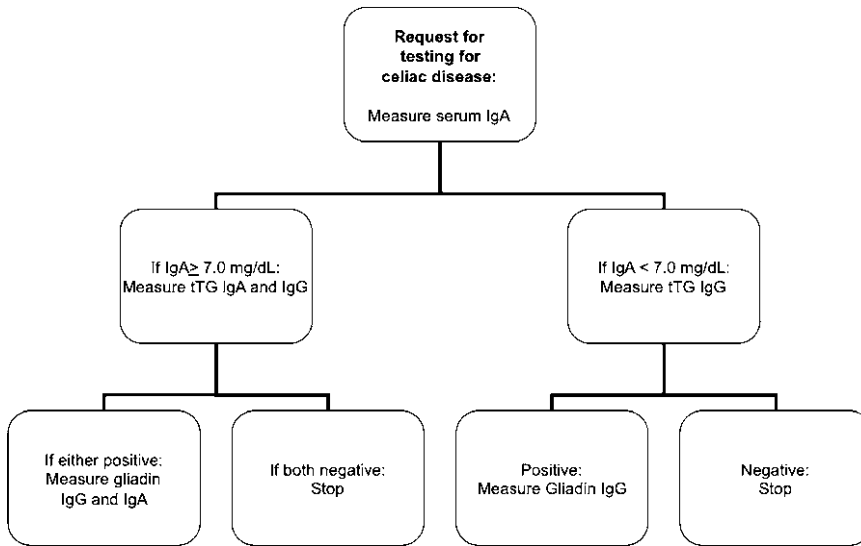 Request for
testing for
celiac disease:
Measure serum IgA
If IgA≥ 7.0 mg/dL:
Measure tTG IgA and IgG
If IgA < 7.0 mg/dL:
Measure tTG IgG
If either positive:
Measure gliadin
IgG and IgA
If both negative:
Stop
Positive:
Measure Gliadin IgG
Negative:
Stop